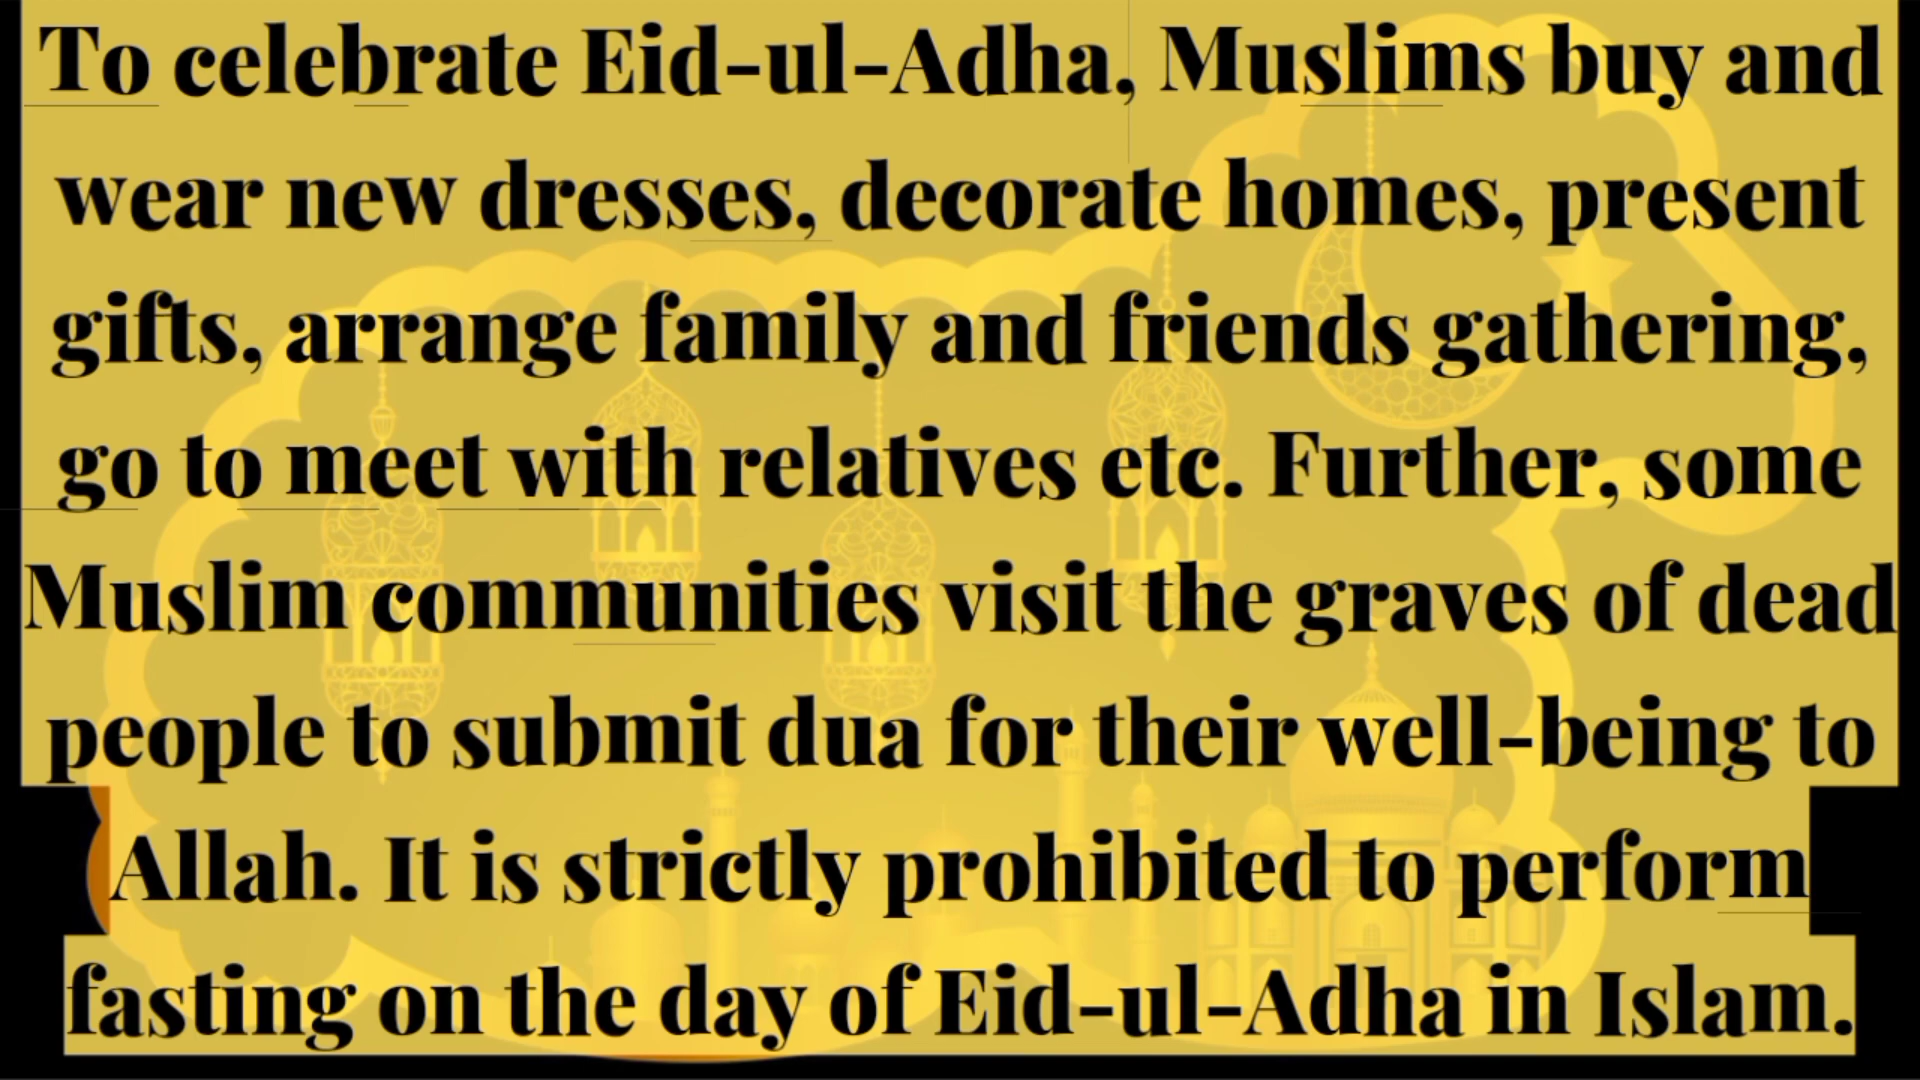 To celebrate Eid-ul-Adha, Muslims buy and
wear new dresses, decorate homes, present
gifts, arrange family and friends gathering,
go to meet with relatives etc. Further, some
Muslim communities visit the graves of dead
people to submit dua for their well-being to
Allah. It is strictly prohibited to perform
fasting on the day of Eid-ul-Adha in Islam.